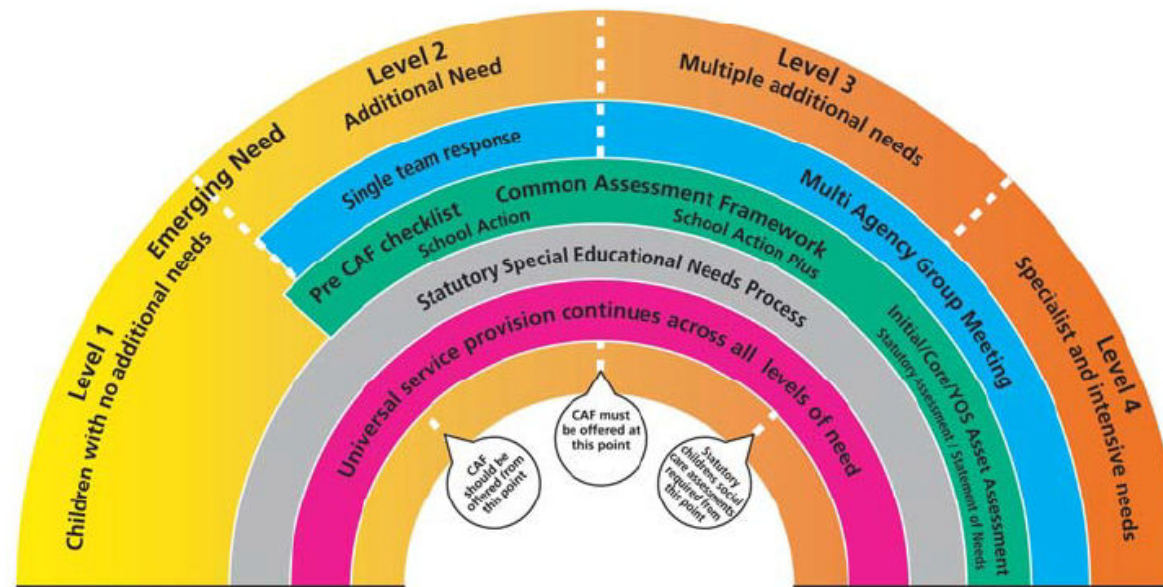 Level 1
Children with no additional needs
Emerging Need
Level 2
Additional Need
Level 3
Multiple additional needs
Level 4
Specialist and intensive needs
Single team response
Multi Agency Group Meeting
Pre CAF checklist
Common Assessment Framework
School Action
School Action Plus
Initial/Core/YOS Asset Assessment
Statutory Assessment / Statement of Needs
Statutory Special Educational Needs Process
Universal service provision continues across all levels of need
CAF
should be
offered from
this point
CAF must
be offered at
this point
Statutory
childrens social
care assessments
required from
this point